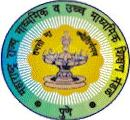 महाराष्ट्र राज्य माध्यमिक व उच्च माध्यमिक शिक्षण मंडळ
पुणे